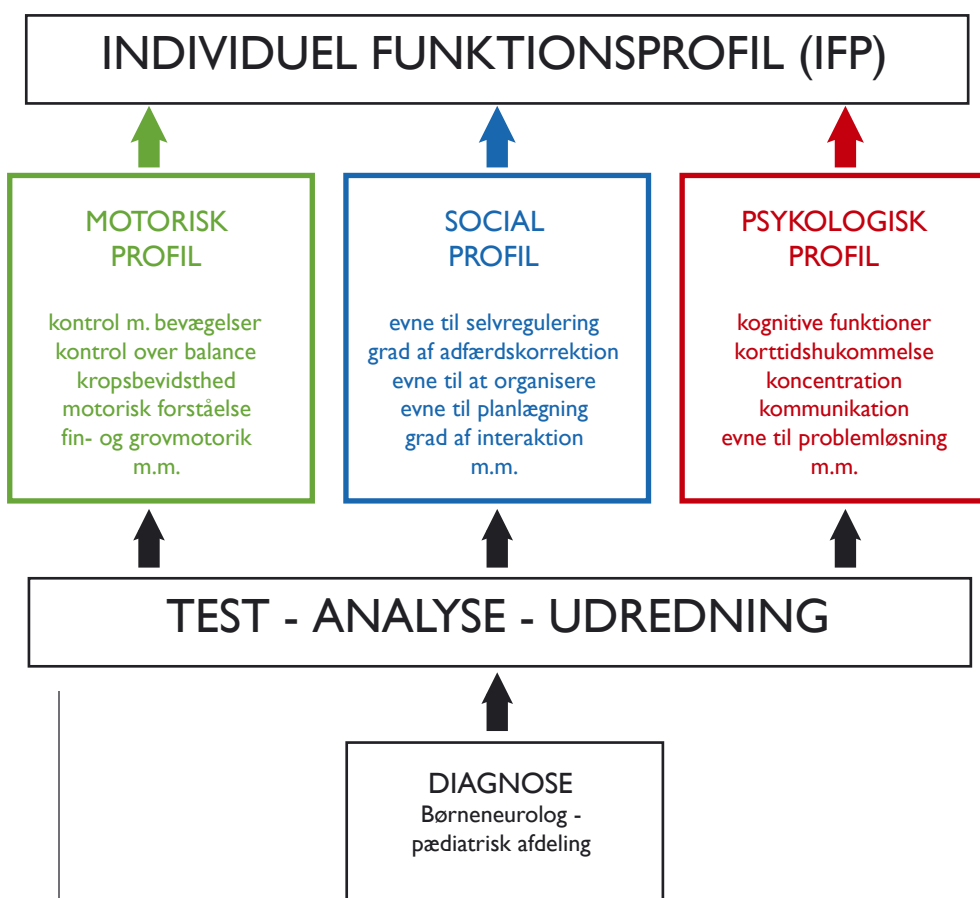 INDIVIDUEL FUNKTIONSPROFIL (IFP)
MOTORISK
PROFIL
kontrol m. bevægelser
kontrol over balance
kropsbevidsthed
motorisk forståelse
fin- og grovmotorik
m.m.
SOCIAL
PROFIL
evne til selvregulering
grad af adfærdskorrektion
evne til at organisere
evne til planlægning
grad af interaktion
m.m.
PSYKOLOGISK
PROFIL
kognitive funktioner
korttidshukommelse
koncentration
kommunikation
evne til problemløsning
m.m.
TEST - ANALYSE - UDREDNING
DIAGNOSE
Børneneurolog -
pædiatrisk afdeling